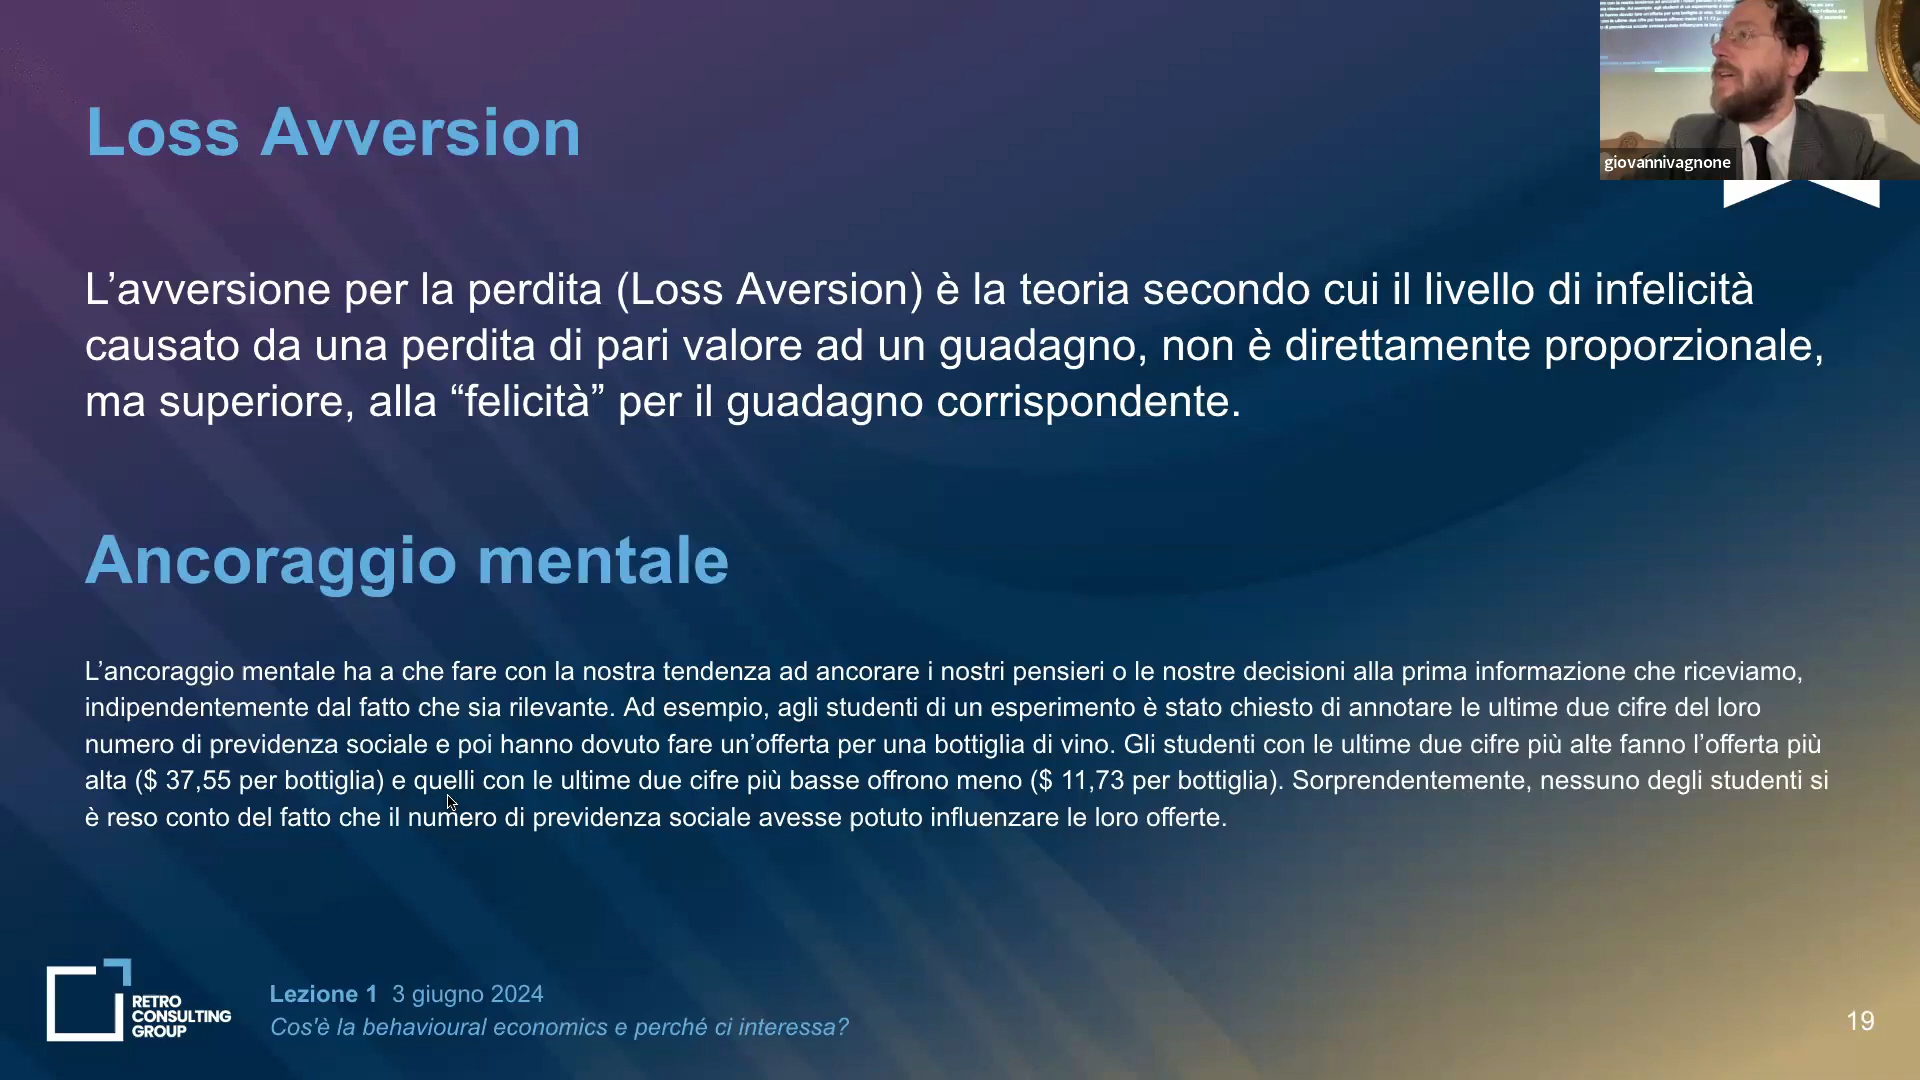 Loss Avversion
giovannivagnone
L’avversione per la perdita (Loss Aversion) è la teoria secondo cui il livello di infelicità
causato da una perdita di pari valore ad un guadagno, non è direttamente proporzionale,
ma superiore, alla “felicità” per il guadagno corrispondente.
Ancoraggio mentale
L’ancoraggio mentale ha a che fare con la nostra tendenza ad ancorare i nostri pensieri o le nostre decisioni alla prima informazione che riceviamo,
indipendentemente dal fatto che sia rilevante. Ad esempio, agli studenti di un esperimento è stato chiesto di annotare le ultime due cifre del loro
numero di previdenza sociale e poi hanno dovuto fare un’offerta per una bottiglia di vino. Gli studenti con le ultime due cifre più alte fanno l’offerta più
alta ($ 37,55 per bottiglia) e quelli con le ultime due cifre più basse offrono meno ($ 11,73 per bottiglia). Sorprendentemente, nessuno degli studenti si
è reso conto del fatto che il numero di previdenza sociale avesse potuto influenzare le loro offerte.
RETRO
CONSULTING
GROUP
Lezione 1 3 giugno 2024
Cos'è la behavioural economics e perché ci interessa?
19